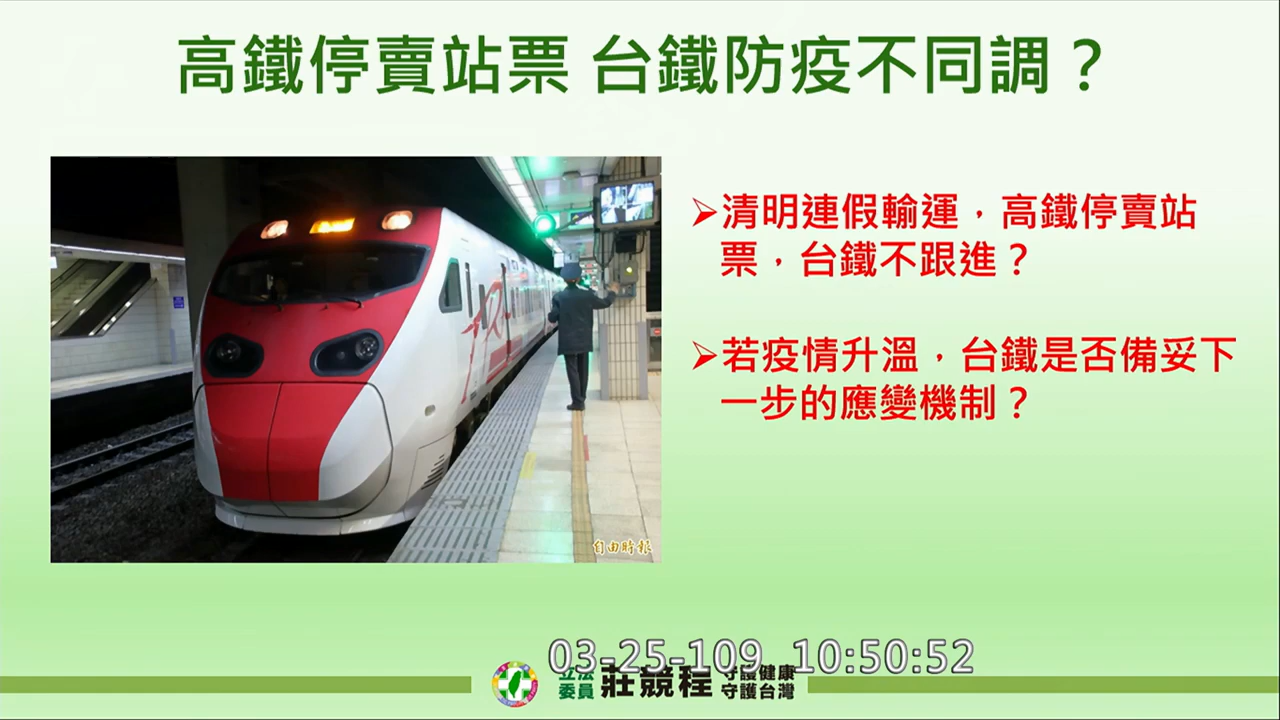 高鐵停賣站票 台鐵防疫不同調？
➢清明連假輸運，高鐵停賣站
票，台鐵不跟進？
➢若疫情升溫，台鐵是否備妥下
一步的應變機制？
自由時報
03-25-109 10:50:52
立法
委員
莊競程
守護健康
守護台灣